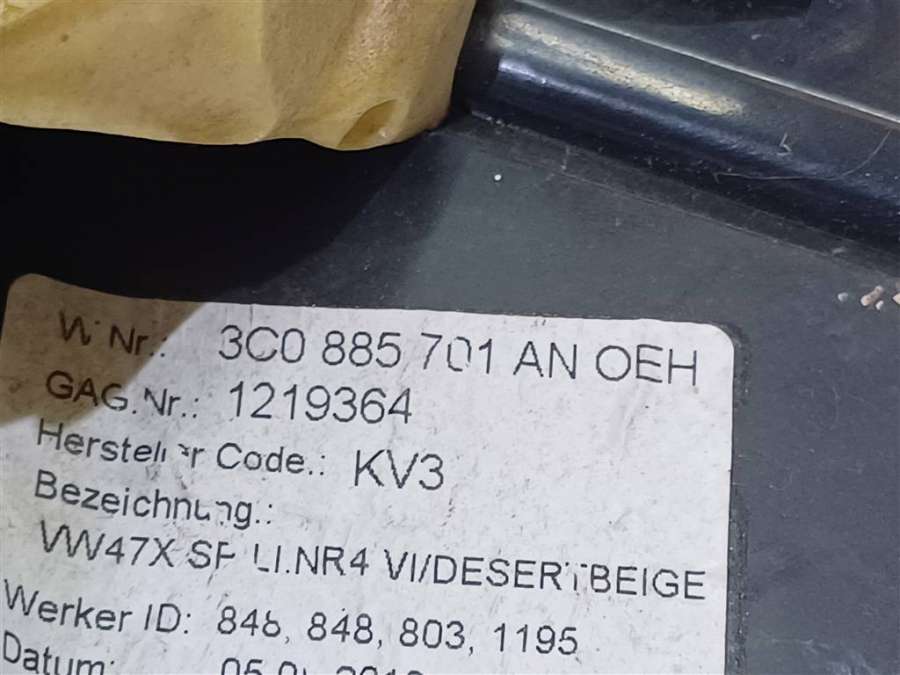 Nr.: 3C0 885 701 AN OEH
GAG.Nr.: 1219364
Code.: KV3
Bezeichnung.:
VW47X LI.NR4 VI/DESERTBEIGE
Werker ID: 848, 848, 803, 1195
Datum: